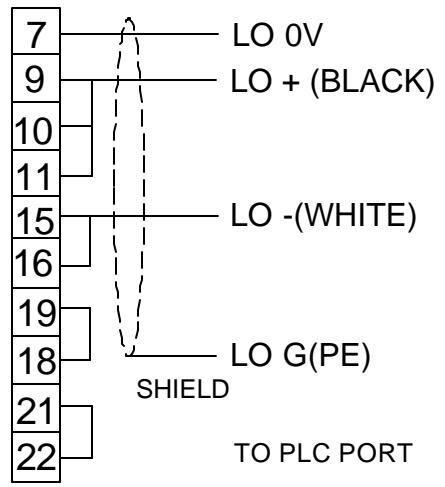 7 LO 0V
9 LO + (BLACK)
10
11
15 LO -(WHITE)
16
19
18 LO G(PE)
SHIELD
21
22 TO PLC PORT